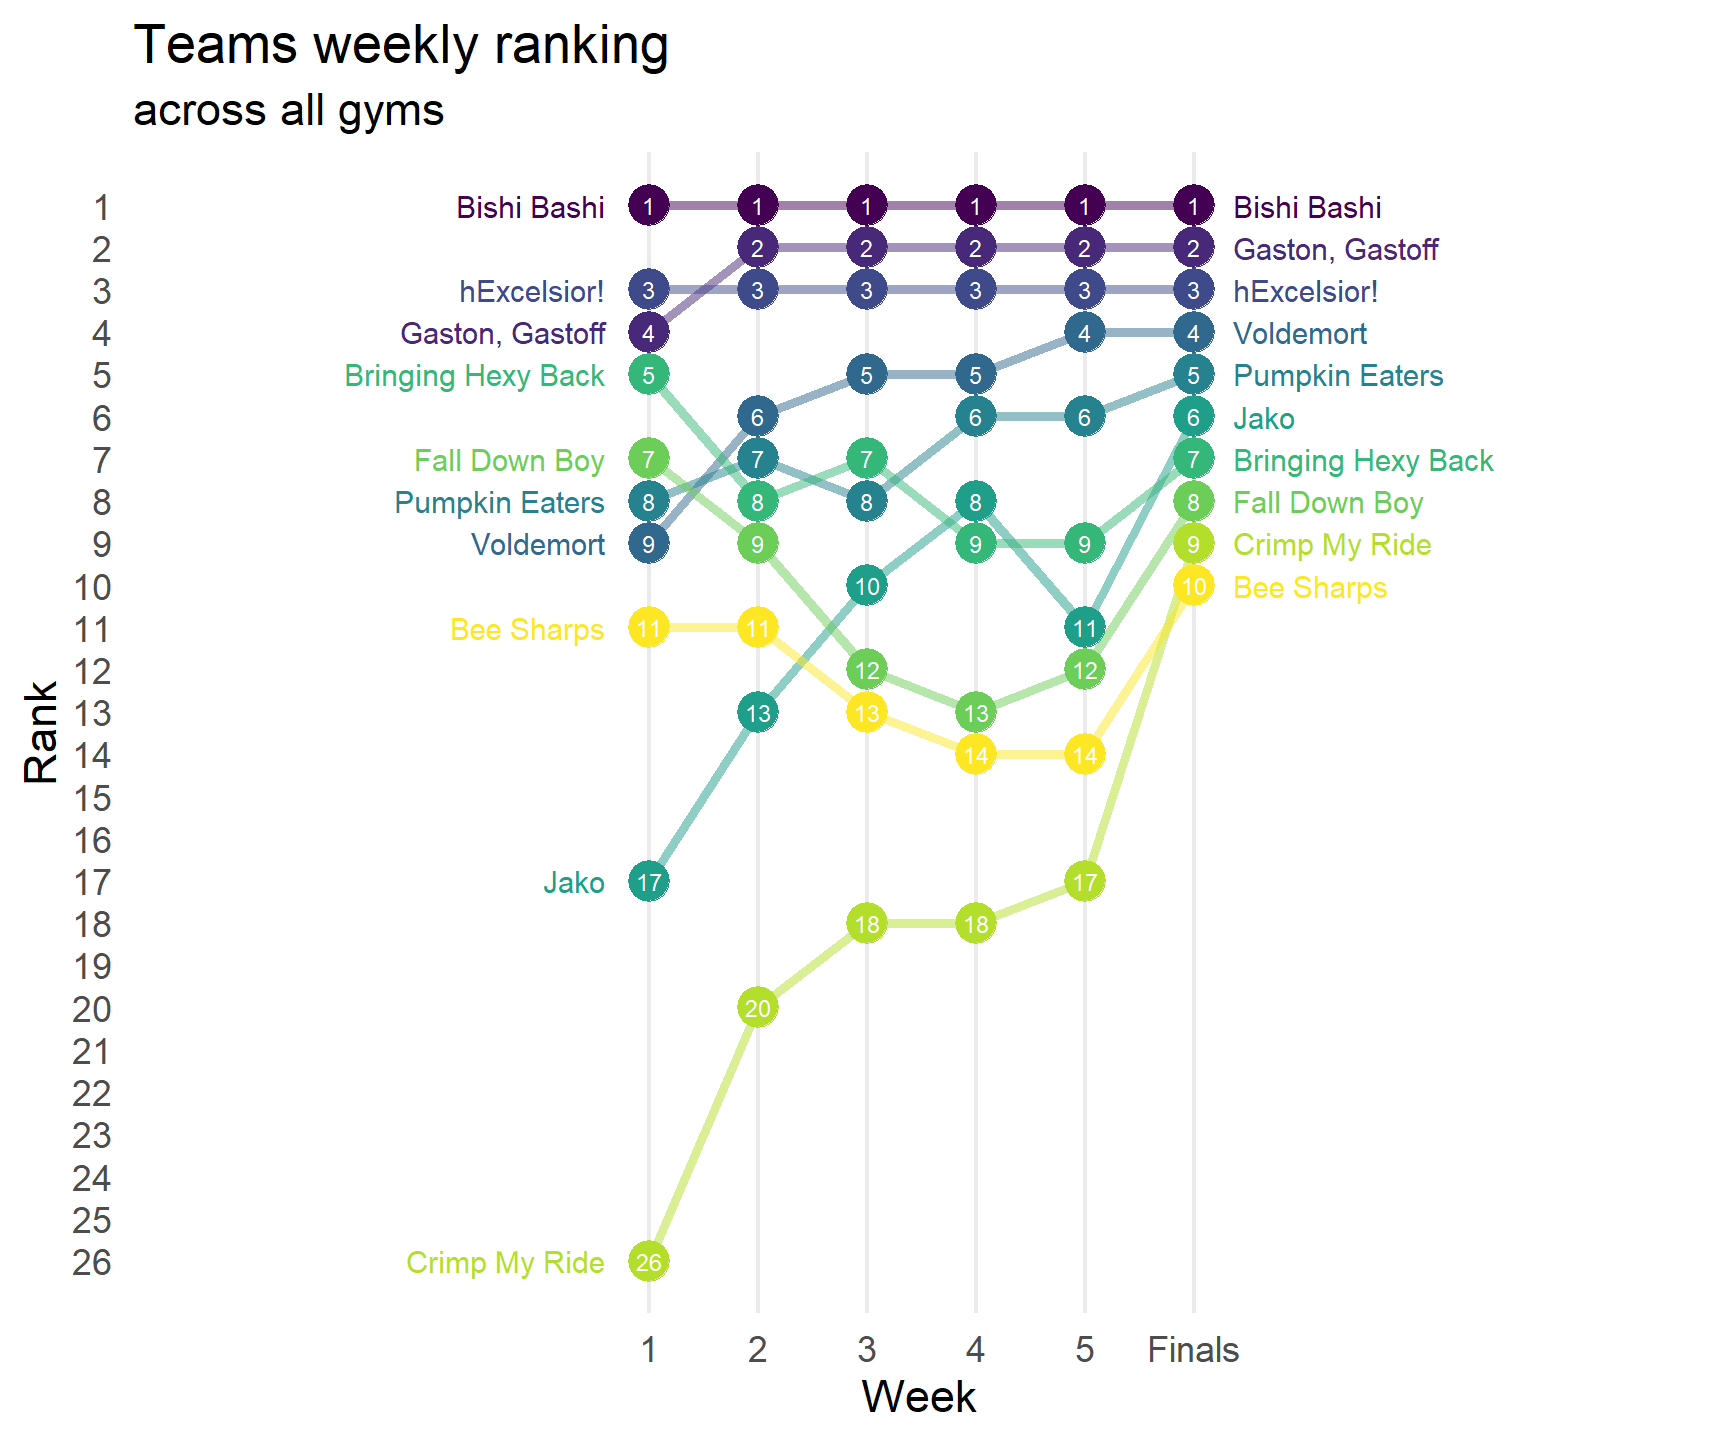 Teams weekly ranking
across all gyms
1 Bishi Bashi 1 1 1 1 1 1 Bishi Bashi
2 2 2 2 2 2 Gaston, Gastoff
3 hExcelsior! 3 3 3 3 3 3 hExcelsior!
4 Gaston, Gastoff 4 4 4 Voldemort
5 Bringing Hexy Back 5 5 5 5 Pumpkin Eaters
6 6 6 6 6 Jako
7 Fall Down Boy 7 7 7 7 Bringing Hexy Back
8 Pumpkin Eaters 8 8 8 8 8 Fall Down Boy
9 Voldemort 9 9 9 9 9 Crimp My Ride
10 10 10 Bee Sharps
11 Bee Sharps 11 11 11
12 12 12
13 13 13 13
14 14 14
15
16
17 Jako 17 17
18 18 18
19
20 20
21
22
23
24
25
26 Crimp My Ride 26
Rank
1 2 3 4 5 Finals
Week